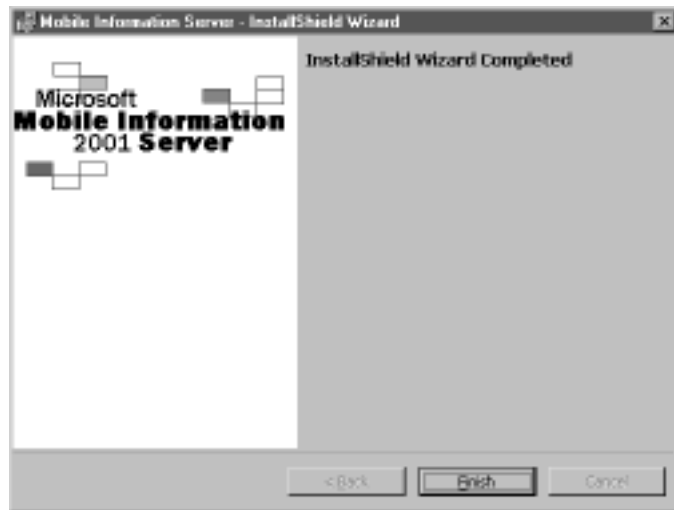 Mobile Information Server - InstallShield Wizard
InstallShield Wizard Completed
Microsoft
Mobile Information
2001 Server
< Back
Finish
Cancel